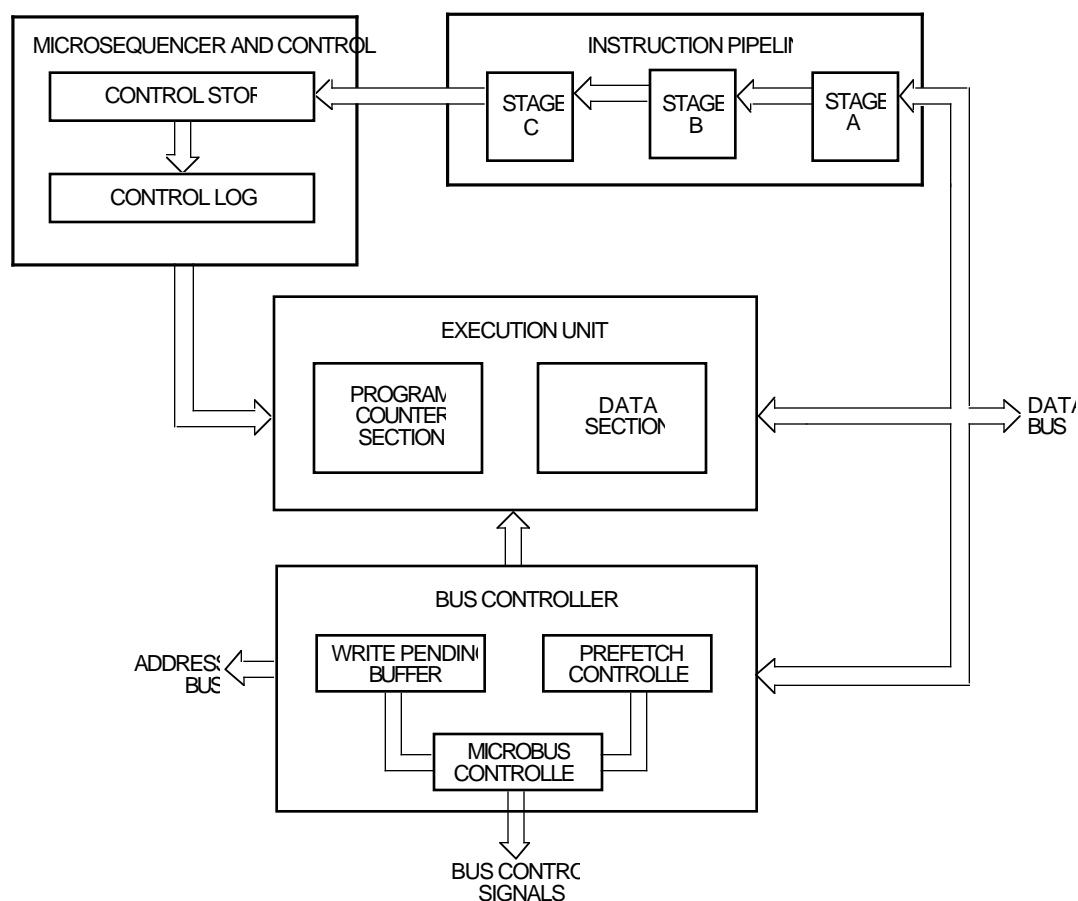 MICROSEQUENCER AND CONTROL
CONTROL STOF
CONTROL LOG
INSTRUCTION PIPELIN
STAGE
C
STAGE
B
STAGE
A
EXECUTION UNIT
PROGRAM
COUNTER
SECTION
DATA
SECTION
DATA
BUS
BUS CONTROLLER
WRITE PENDING
BUFFER
PREFETCH
CONTROLLE
MICROBUS
CONTROLLE
ADDRESS
BUS
BUS CONTRO
SIGNALS